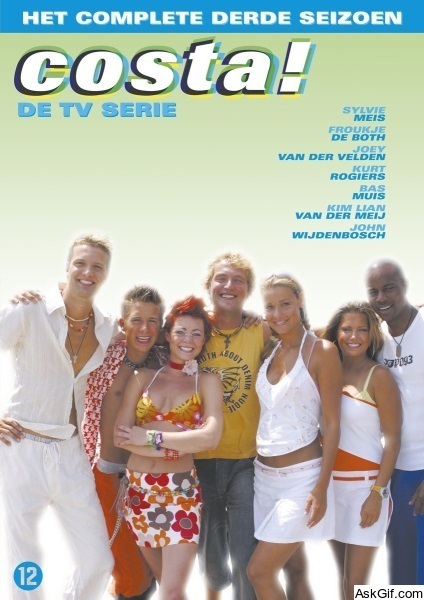 HET COMPLETE DERDE SEIZOEN
costa!
DE TV SERIE
SYLVIE
MEIS
FROUKJE
DE BOTH
JOEY
VAN DER VELDEN
KURT
ROGIERS
BAS
MUIS
KIM LIAN
VAN DER MEIJ
JOHN
WIJDENBOSCH
12
AskGif.com